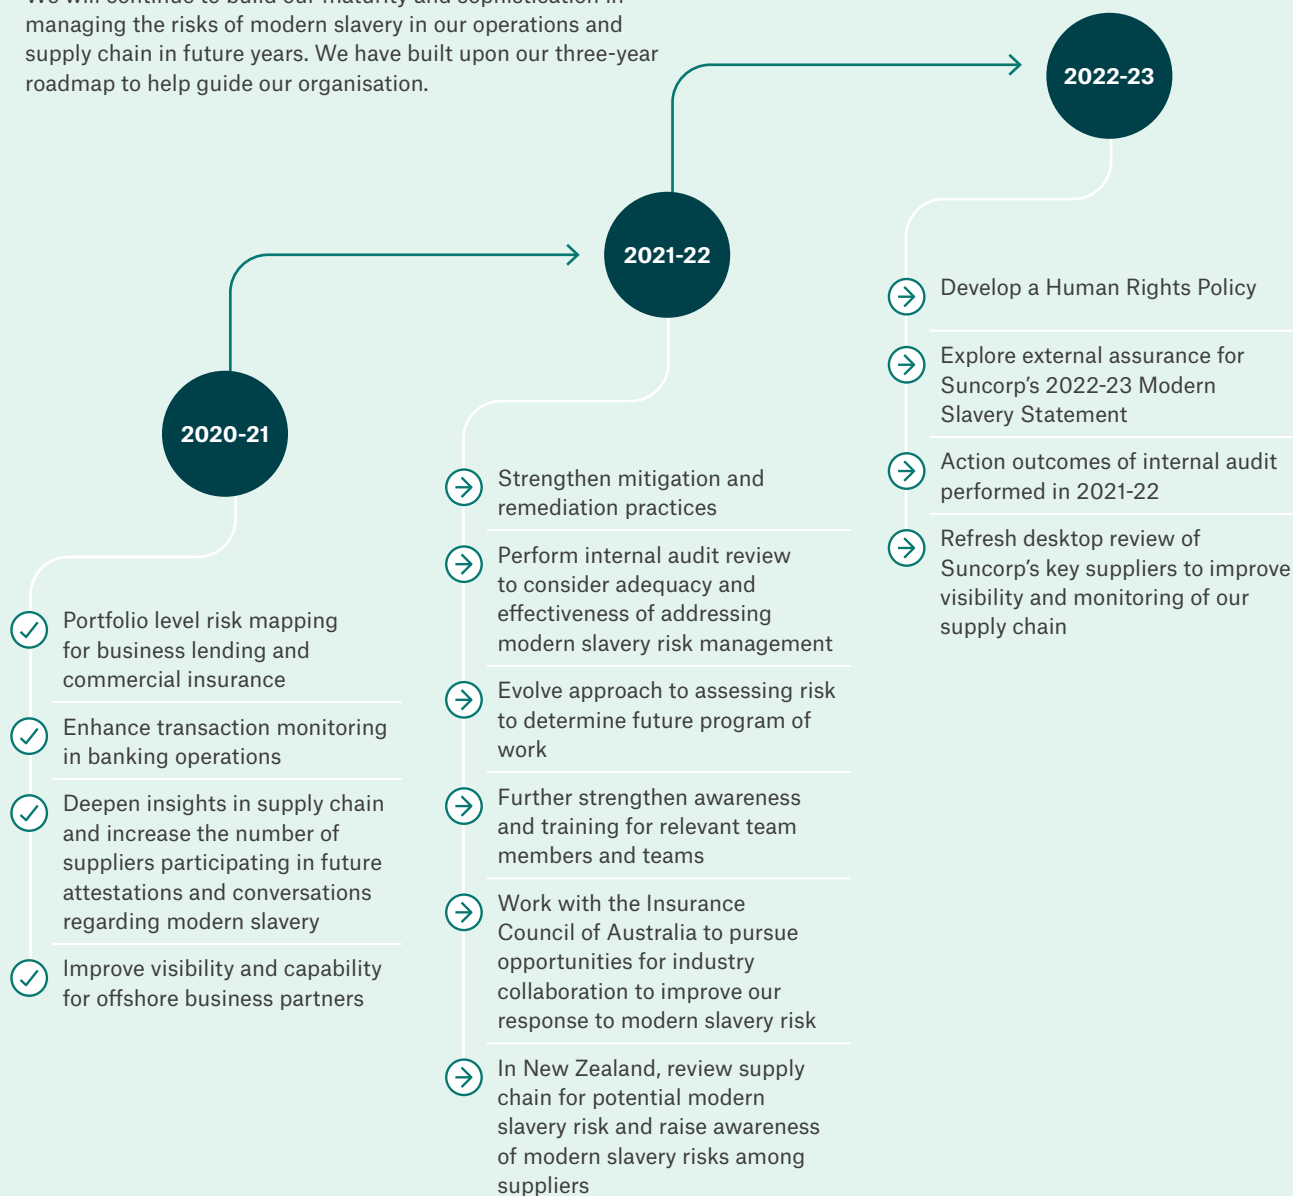 We will continue to build our maturity and sophistication in
managing the risks of modern slavery in our operations and
supply chain in future years. We have built upon our three-year
roadmap to help guide our organisation.
2020-21
Portfolio level risk mapping
for business lending and
commercial insurance
Enhance transaction monitoring
in banking operations
Deepen insights in supply chain
and increase the number of
suppliers participating in future
attestations and conversations
regarding modern slavery
Improve visibility and capability
for offshore business partners
2021-22
Strengthen mitigation and
remediation practices
Perform internal audit review
to consider adequacy and
effectiveness of addressing
modern slavery risk management
Evolve approach to assessing risk
to determine future program of
work
Further strengthen awareness
and training for relevant team
members and teams
Work with the Insurance
Council of Australia to pursue
opportunities for industry
collaboration to improve our
response to modern slavery risk
In New Zealand, review supply
chain for potential modern
slavery risk and raise awareness
of modern slavery risks among
suppliers
2022-23
Develop a Human Rights Policy
Explore external assurance for
Suncorp’s 2022-23 Modern
Slavery Statement
Action outcomes of internal audit
performed in 2021-22
Refresh desktop review of
Suncorp’s key suppliers to improve
visibility and monitoring of our
supply chain